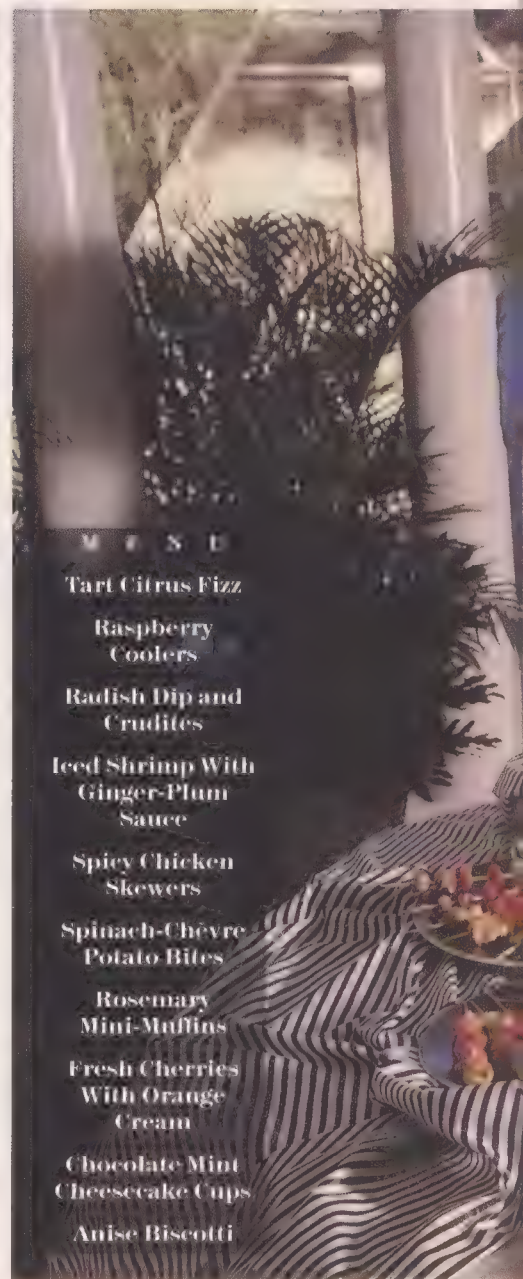 MENU
Tart Citrus Fizz
Raspberry
Coolers
Radish Dip and
Crudites
Iced Shrimp With
Ginger-Plum
Sauce
Spicy Chicken
Skewers
Spinach-Chèvre
Potato Bites
Rosemary
Mini-Muffins
Fresh Cherries
With Orange
Cream
Chocolate Mint
Cheesecake Cups
Anise Biscotti